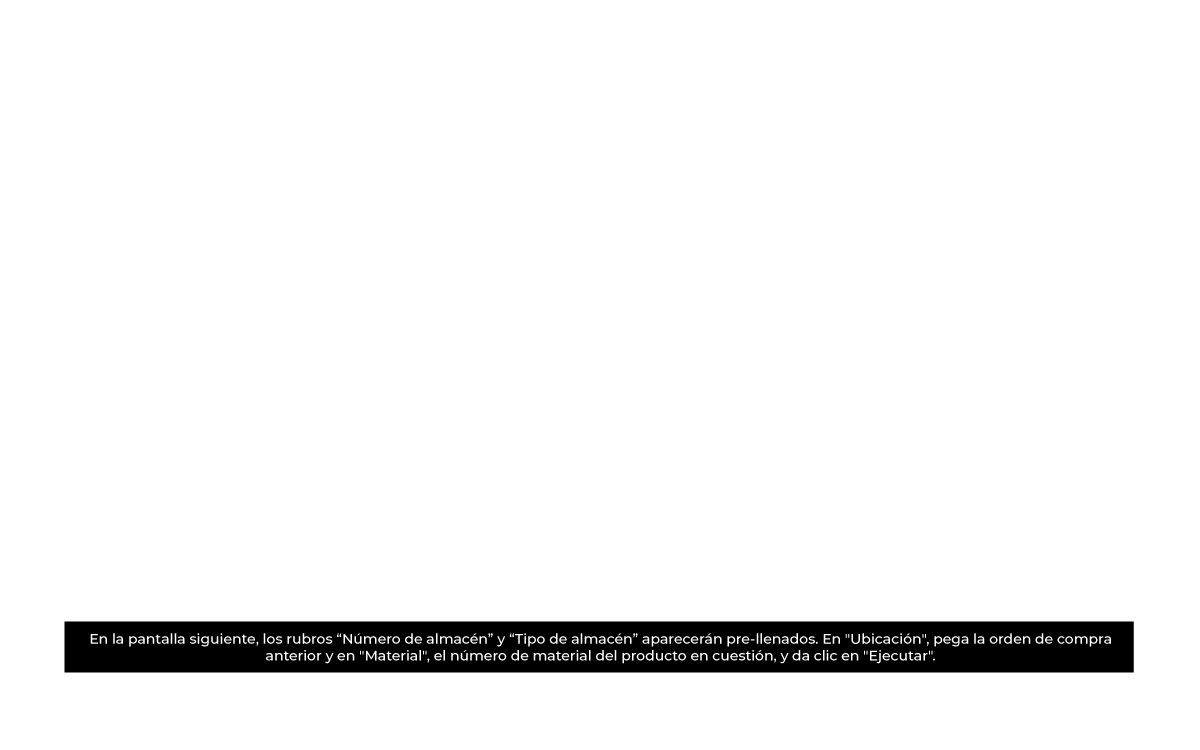 En la pantalla siguiente, los rubros “Número de almacén” y “Tipo de almacén” aparecerán pre-llenados. En "Ubicación", pega la orden de compra
anterior y en "Material", el número de material del producto en cuestión, y da clic en "Ejecutar".